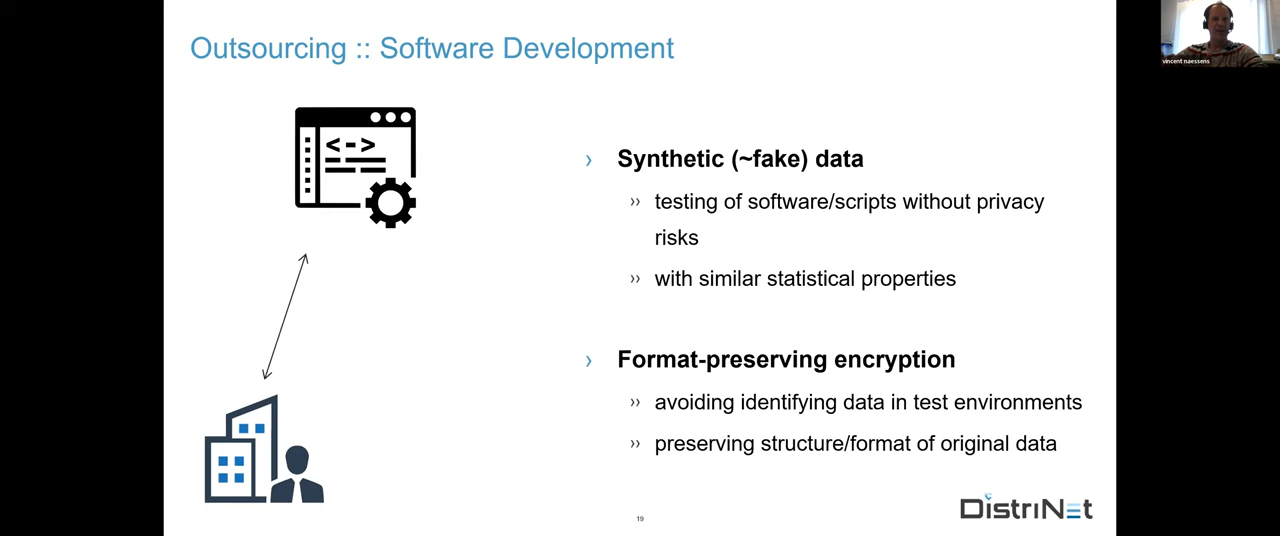 Outsourcing :: Software Development
vincent naessens
<->
› Synthetic (~fake) data
›› testing of software/scripts without privacy
risks
›› with similar statistical properties
› Format-preserving encryption
›› avoiding identifying data in test environments
›› preserving structure/format of original data
19
DistriNet